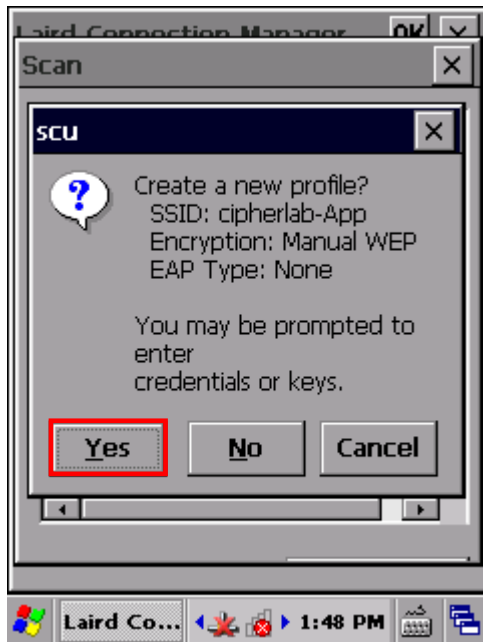 Laird Connection Manager OK
Scan
scu
Create a new profile?
SSID: cipherlab-App
Encryption: Manual WEP
EAP Type: None
You may be prompted to
enter
credentials or keys.
Yes No Cancel
Laird Co... 1:48 PM